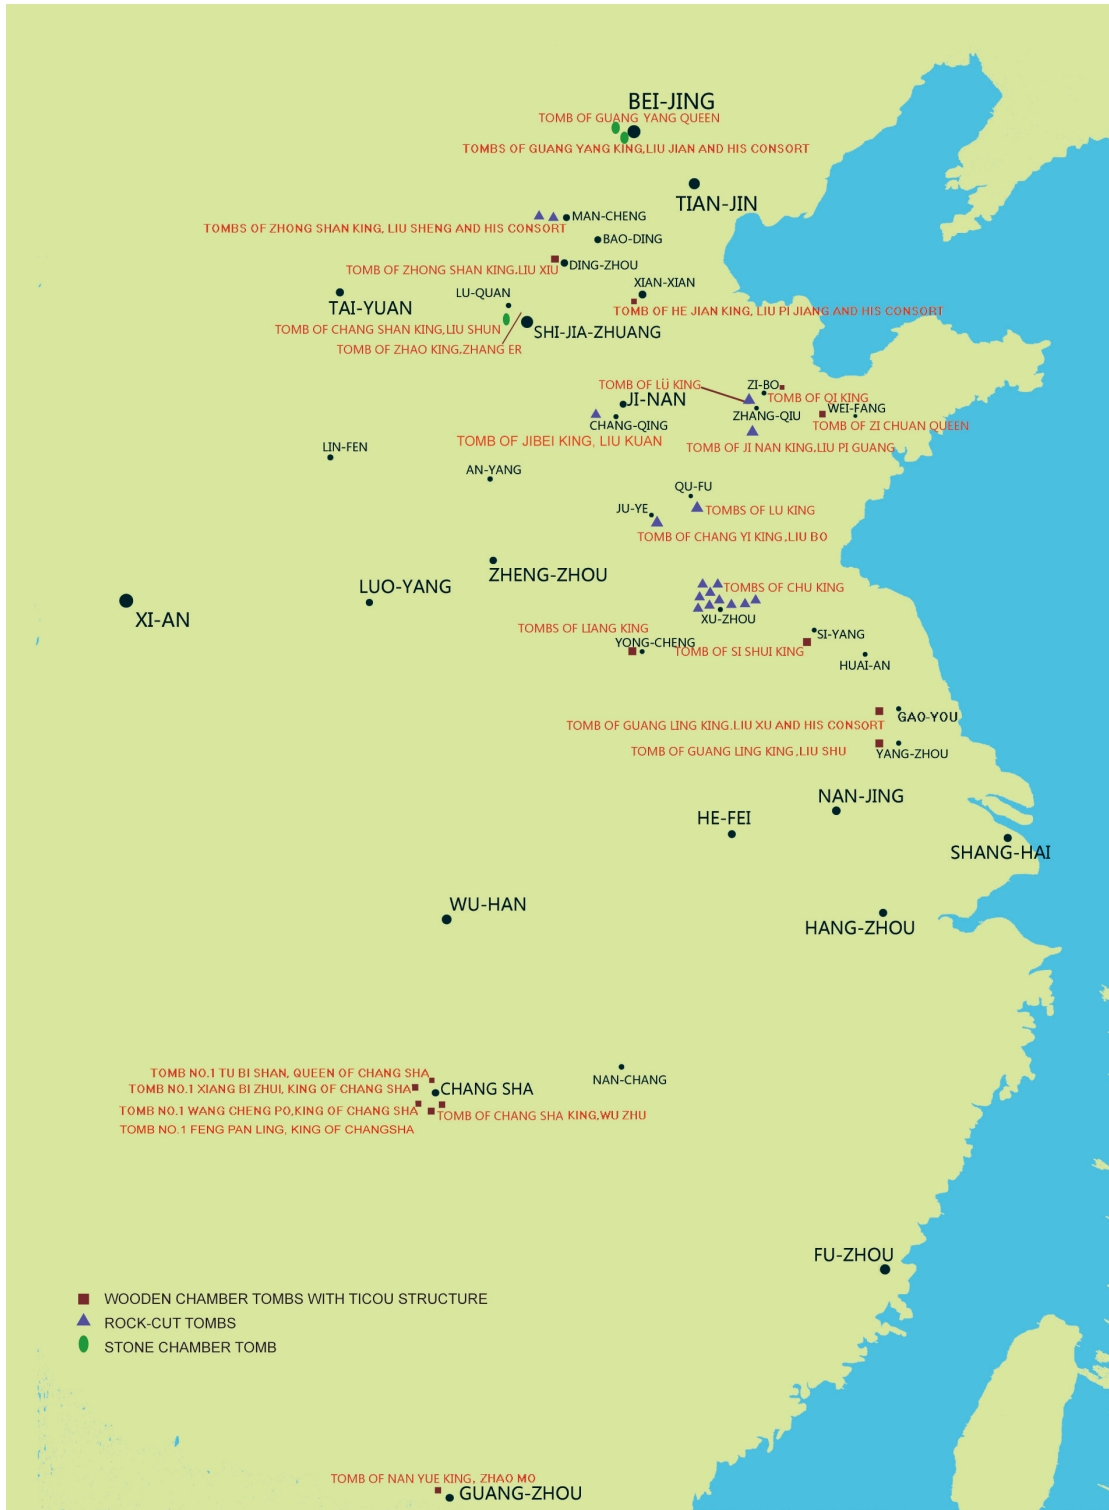 BEI-JING
TOMB OF GUANG YANG QUEEN
TOMBS OF GUANG YANG KING,LIU JIAN AND HIS CONSORT
TIAN-JIN
MAN-CHENG
TOMBS OF ZHONG SHAN KING, LIU SHENG AND HIS CONSORT
BAO-DING
DING-ZHOU
TOMB OF ZHONG SHAN KING,LIU XIU
XIAN-XIAN
LU-QUAN
TAI-YUAN
TOMB OF HE JIAN KING, LIU PI JIANG AND HIS CONSORT
TOMB OF CHANG SHAN KING,LIU SHUN
SHI-JIA-ZHUANG
TOMB OF ZHAO KING,ZHANG ER
TOMB OF LÜ KING
ZI-BO
TOMB OF QI KING
JI-NAN
ZHANG-QIU
WEI-FANG
CHANG-QING
TOMB OF ZI CHUAN QUEEN
TOMB OF JIBEI KING, LIU KUAN
TOMB OF JI NAN KING,LIU PI GUANG
LIN-FEN
AN-YANG
QU-FU
JU-YE
TOMBS OF LU KING
TOMB OF CHANG YI KING ,LIU BO
ZHENG-ZHOU
LUO-YANG
TOMBS OF CHU KING
XI-AN
XU-ZHOU
TOMBS OF LIANG KING
SI-YANG
YONG-CHENG
TOMB OF SI SHUI KING
HUAI-AN
GAO-YOU
TOMB OF GUANG LING KING,LIU XU AND HIS CONSORT
TOMB OF GUANG LING KING ,LIU SHU
YANG-ZHOU
NAN-JING
HE-FEI
SHANG-HAI
WU-HAN
HANG-ZHOU
TOMB NO.1 TU BI SHAN, QUEEN OF CHANG SHA
NAN-CHANG
TOMB NO.1 XIANG BI ZHUI, KING OF CHANG SHA
CHANG SHA
TOMB NO.1 WANG CHENG PO,KING OF CHANG SHA
TOMB OF CHANG SHA KING,WU ZHU
TOMB NO.1 FENG PAN LING, KING OF CHANGSHA
FU-ZHOU
WOODEN CHAMBER TOMBS WITH TICOU STRUCTURE
ROCK-CUT TOMBS
STONE CHAMBER TOMB
TOMB OF NAN YUE KING, ZHAO MO
GUANG-ZHOU